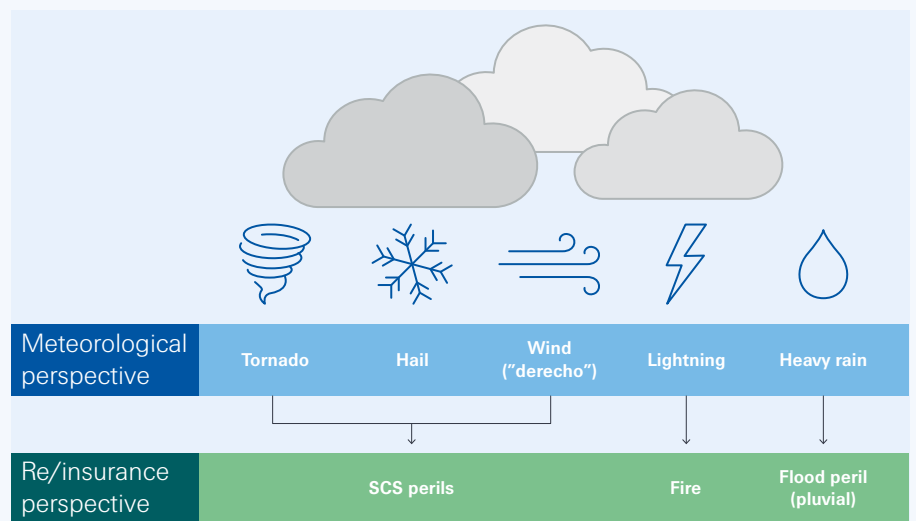 Meteorological
perspective
Tornado
Hail
Wind
("derecho")
Lightning
Heavy rain
Re/insurance
perspective
SCS perils
Fire
Flood peril
(pluvial)